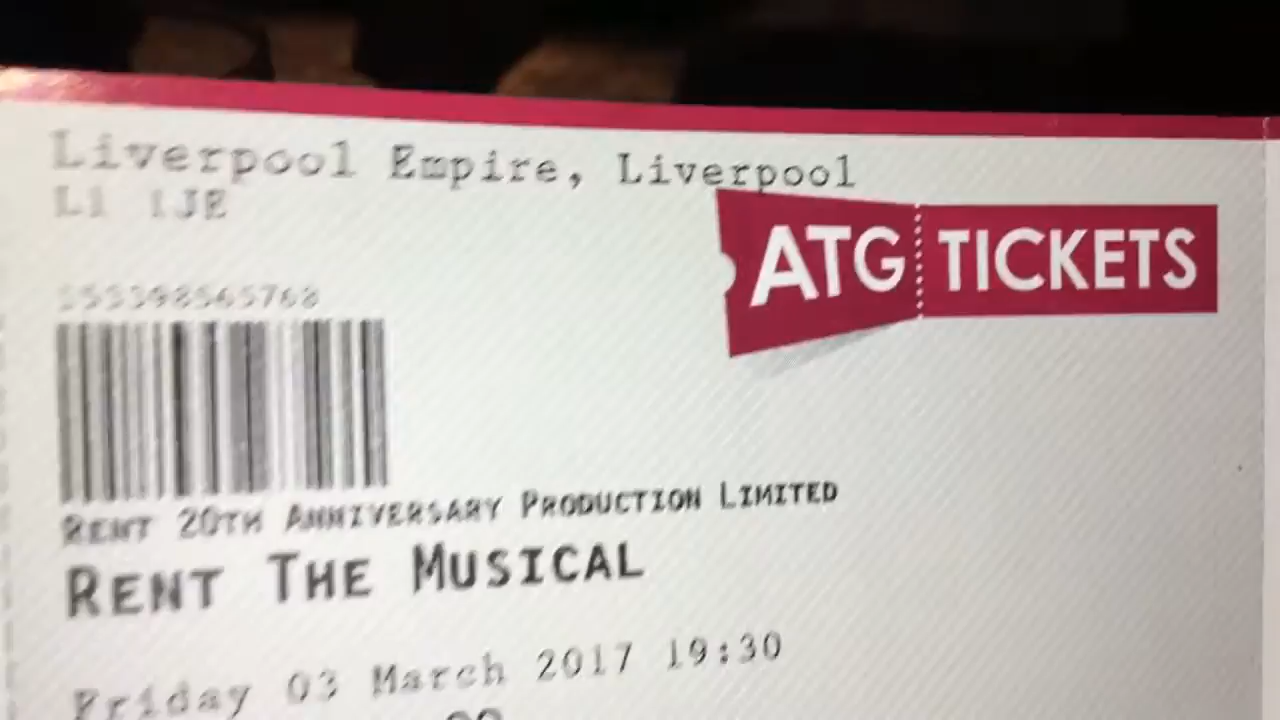 Liverpool Empire, Liverpool
L1 1JE
ATG TICKETS
RENT 20TH ANNIVERSARY PRODUCTION LIMITED
RENT THE MUSICAL
Friday 03 March 2017 19:30